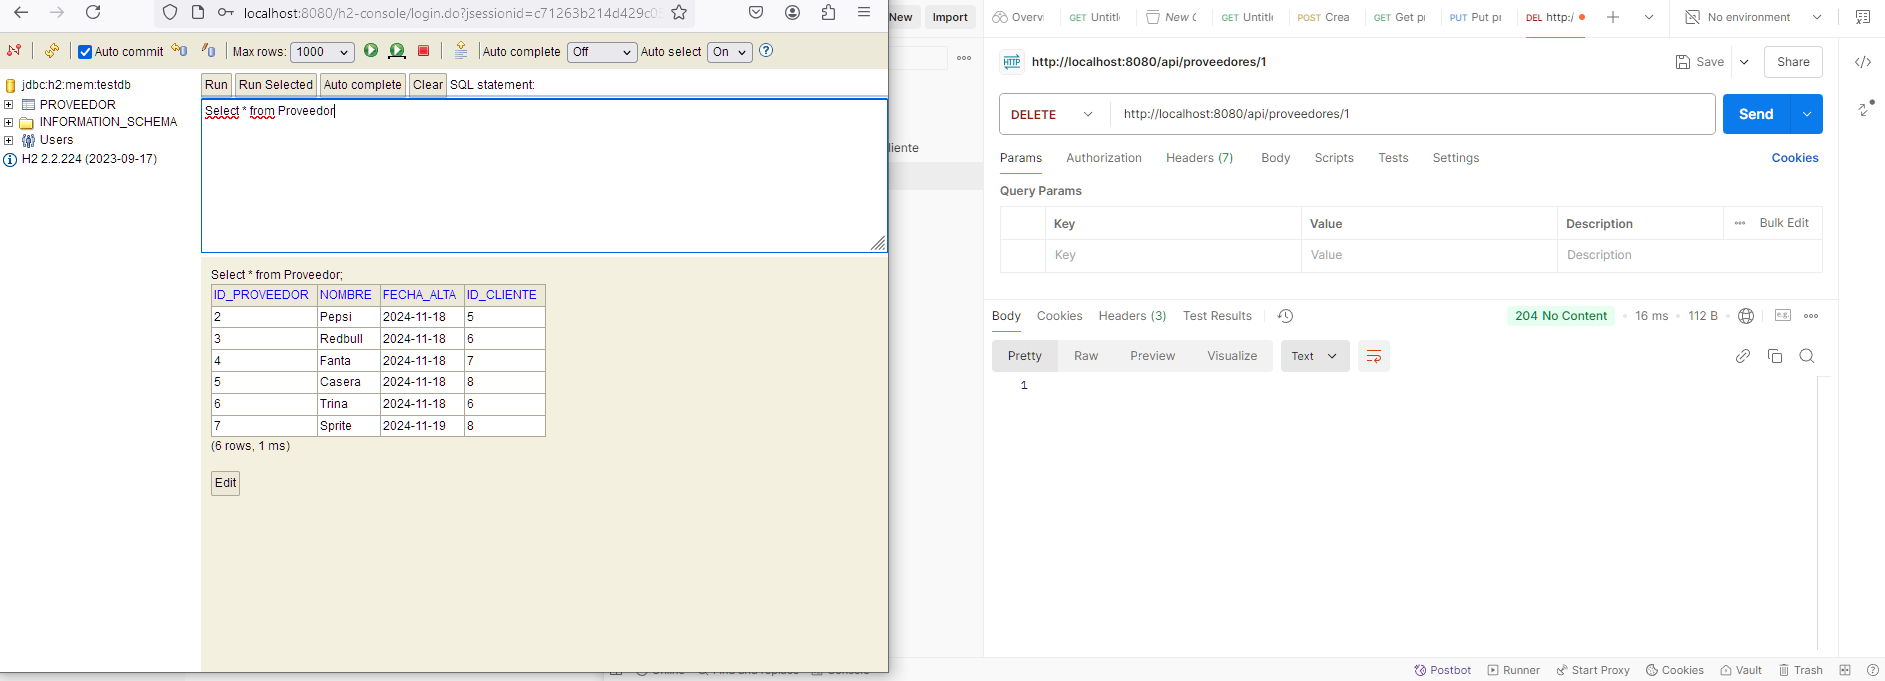 localhost:8080/h2-console/login.do?jsessionid=c71263b214d429c0
Auto commit
Max rows:
1000
Auto complete
Off
Auto select
On
jdbc:h2:mem:testdb
PROVEEDOR
INFORMATION_SCHEMA
Users
H2 2.2.224 (2023-09-17)
Run
Run Selected
Auto complete
Clear
SQL statement:
Select * from Proveedor
Select * from Proveedor;
ID_PROVEEDOR NOMBRE FECHA_ALTA ID_CLIENTE
2 Pepsi 2024-11-18 5
3 Redbull 2024-11-18 6
4 Fanta 2024-11-18 7
5 Casera 2024-11-18 8
6 Trina 2024-11-18 6
7 Sprite 2024-11-19 8
(6 rows, 1 ms)
Edit
New
Import
liente
Overv
GET Untitl
New C
GET Untitl
POST Crea
GET Get p
PUT Put pr
DEL http:/
No environment
HTTP
http://localhost:8080/api/proveedores/1
Save
Share
DELETE
http://localhost:8080/api/proveedores/1
Send
Params
Authorization
Headers (7)
Body
Scripts
Tests
Settings
Cookies
Query Params
Key Value Description
Bulk Edit
Key Value Description
Body
Cookies
Headers (3)
Test Results
204 No Content
16 ms
112 B
e.g.
Pretty
Raw
Preview
Visualize
Text
1
Postbot
Runner
Start Proxy
Cookies
Vault
Trash